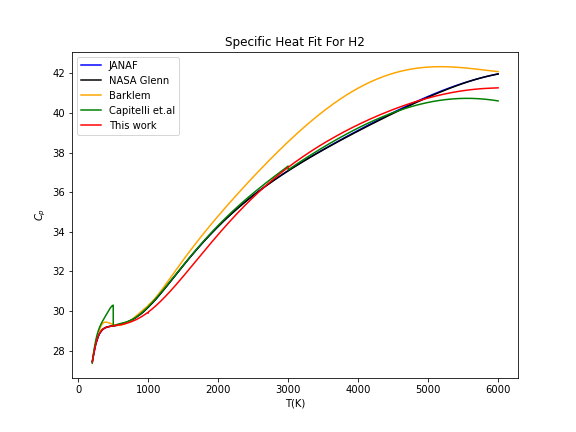 Specific Heat Fit For H2
JANAF
NASA Glenn
Barklem
Capitelli et.al
This work
42
40
38
36
34
32
30
28
C_p
0 1000 2000 3000 4000 5000 6000
T(K)